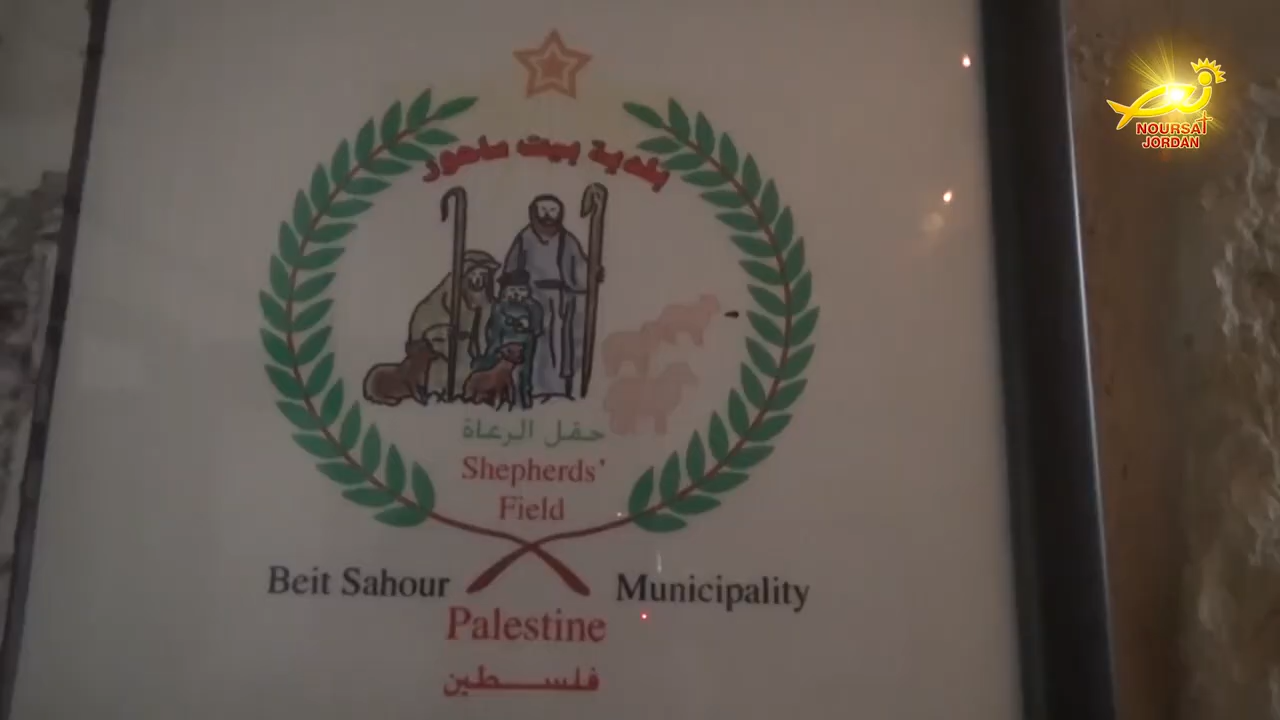 بلدية بيت ساحور
حقل الرعاة
Shepherds'
Field
Beit Sahour Municipality
Palestine
فلسطين
NOURSAT
JORDAN